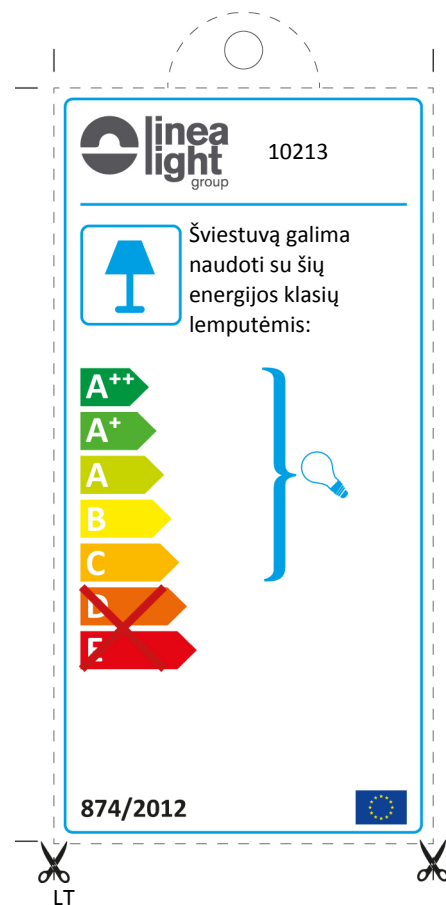 linea
light
group
10213
Šviestuvą galima
naudoti su šių
energijos klasių
lemputėmis:
A++
A+
A
B
C
D
E
874/2012
LT